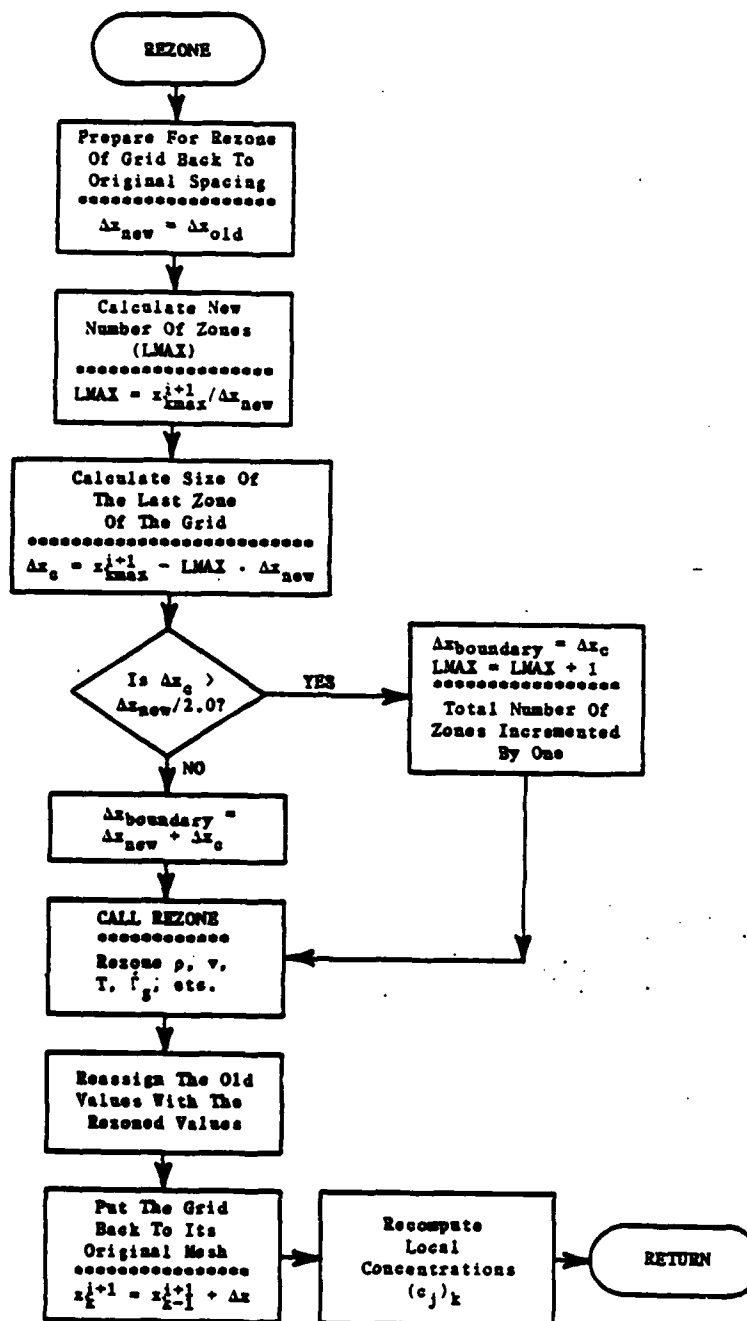 REZONE
Prepare For Rezone
Of Grid Back To
Original Spacing
******************
Δx_new = Δx_old
Calculate New
Number Of Zones
(LMAX)
******************
LMAX = x^{i+1}_{kmax}/Δx_new
Calculate Size Of
The Last Zone
Of The Grid
**************************
Δx_c = x^{i+1}_{kmax} - LMAX . Δx_new
Is Δx_c >
Δx_new/2.0?
YES
Δx_boundary = Δx_c
LMAX = LMAX + 1
*****************
Total Number Of
Zones Incremented
By One
NO
Δx_boundary =
Δx_new + Δx_c
CALL REZONE
************
Rezone ρ, v,
T, etc.
Reassign The Old
Values With The
Rezoned Values
Put The Grid
Back To Its
Original Mesh
****************
x^{i+1}_k = x^{i+1}_{k-1} + Δx
Recompute
Local
Concentrations
(c_j)_k
RETURN